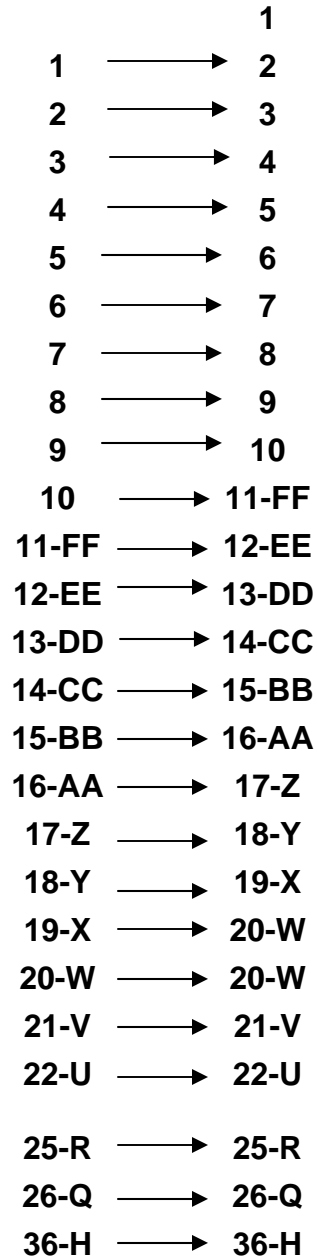 1
1 2
2 3
3 4
4 5
5 6
6 7
7 8
8 9
9 10
10 11-FF
11-FF 12-EE
12-EE 13-DD
13-DD 14-CC
14-CC 15-BB
15-BB 16-AA
16-AA 17-Z
17-Z 18-Y
18-Y 19-X
19-X 20-W
20-W 20-W
21-V 21-V
22-U 22-U
25-R 25-R
26-Q 26-Q
36-H 36-H